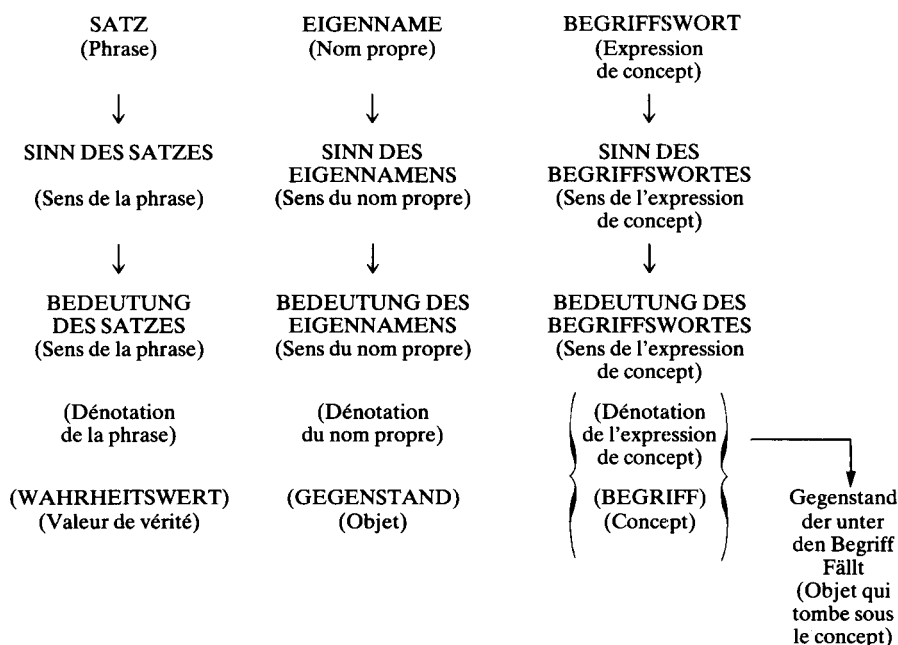 SATZ
(Phrase)
EIGENNAME
(Nom propre)
BEGRIFFSWORT
(Expression
de concept)
SINN DES SATZES
(Sens de la phrase)
SINN DES
EIGENNAMENS
(Sens du nom propre)
SINN DES
BEGRIFFSWORTES
(Sens de l'expression
de concept)
BEDEUTUNG
DES SATZES
(Sens de la phrase)
BEDEUTUNG DES
EIGENNAMENS
(Sens du nom propre)
BEDEUTUNG DES
BEGRIFFSWORTES
(Sens de l'expression
de concept)
(Dénotation
de la phrase)
(Dénotation
du nom propre)
(Dénotation
de l'expression
de concept)
(WAHRHEITSWERT)
(Valeur de vérité)
(GEGENSTAND)
(Objet)
(BEGRIFF)
(Concept)
Gegenstand
der unter
den Begriff
Fällt
(Objet qui
tombe sous
le concept)